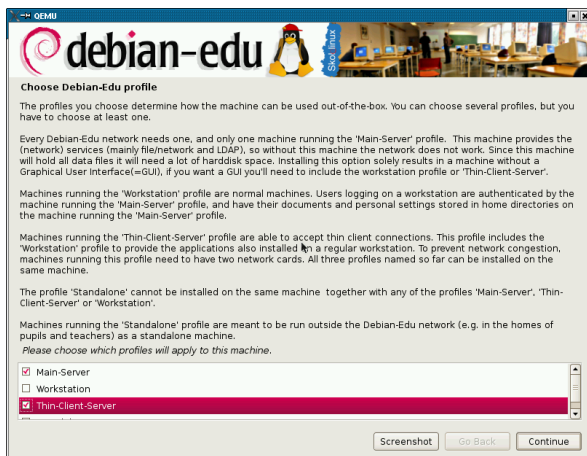 QEMU
debian-edu
Skolelinux
Choose Debian-Edu profile
The profiles you choose determine how the machine can be used out-of-the-box. You can choose several profiles, but you
have to choose at least one.
Every Debian-Edu network needs one, and only one machine running the 'Main-Server' profile.  This machine provides the
(network) services (mainly file/network and LDAP), so without this machine the network does not work. Since this machine
will hold all data files it will need a lot of harddisk space. Installing this option solely results in a machine without a
Graphical User Interface(=GUI), if you want a GUI you'll need to include the workstation profile or 'Thin-Client-Server'.
Machines running the 'Workstation' profile are normal machines. Users logging on a workstation are authenticated by the
machine running the 'Main-Server' profile, and have their documents and personal settings stored in home directories on
the machine running the 'Main-Server' profile.
Machines running the 'Thin-Client-Server' profile are able to accept thin client connections. This profile includes the
'Workstation' profile to provide the applications also installed on a regular workstation. To prevent network congestion,
machines running this profile need to have two network cards. All three profiles named so far can be installed on the
same machine.
The profile 'Standalone' cannot be installed on the same machine  together with any of the profiles 'Main-Server', 'Thin-
Client-Server' or 'Workstation'.
Machines running the 'Standalone' profile are meant to be run outside the Debian-Edu network (e.g. in the homes of
pupils and teachers) as a standalone machine.
Please choose which profiles will apply to this machine.
Main-Server
Workstation
Thin-Client-Server
Screenshot
Go Back
Continue